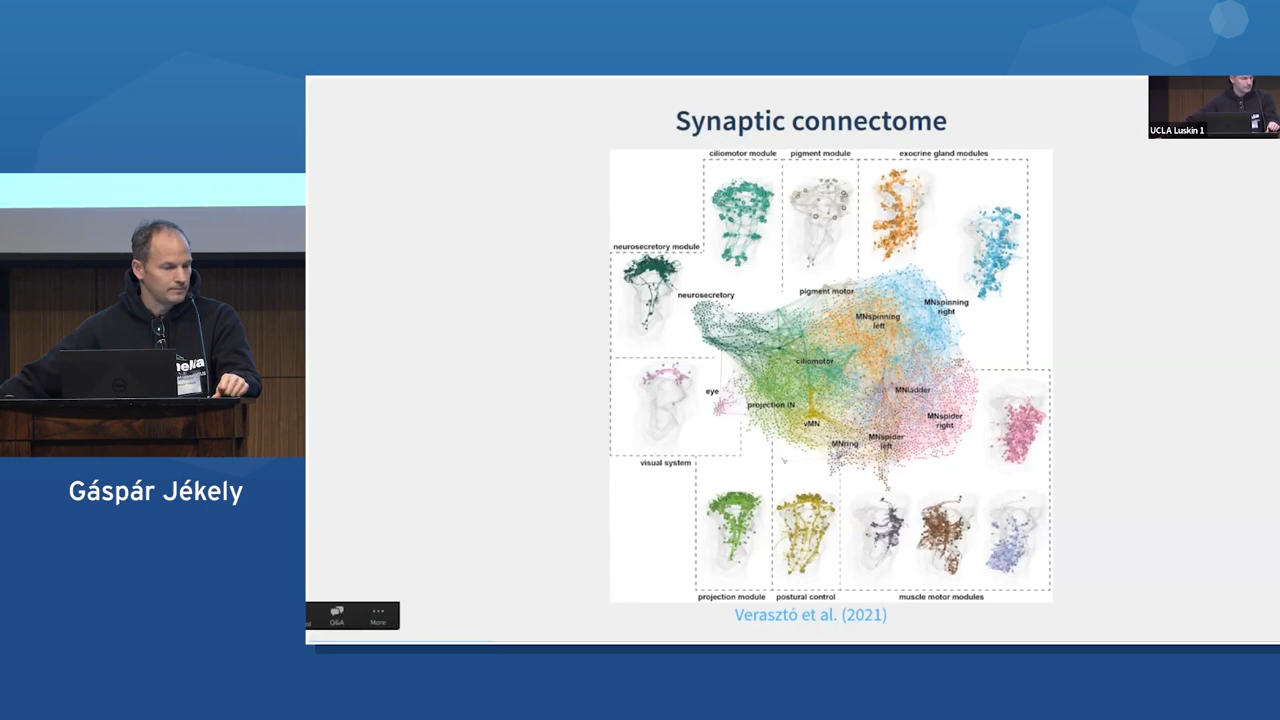 Synaptic connectome
UCLA Luskin 1
ciliomotor module
pigment module
exocrine gland modules
neurosecretory module
neurosecretory
pigment motor
MNspinning
left
MNspinning
right
ciliomotor
eye
projection IN
MNladder
vMN
MNspider
right
MNring
MNspider
left
visual system
projection module
postural control
muscle motor modules
Verasztó et al. (2021)
Gáspár Jékely
Q&A
More